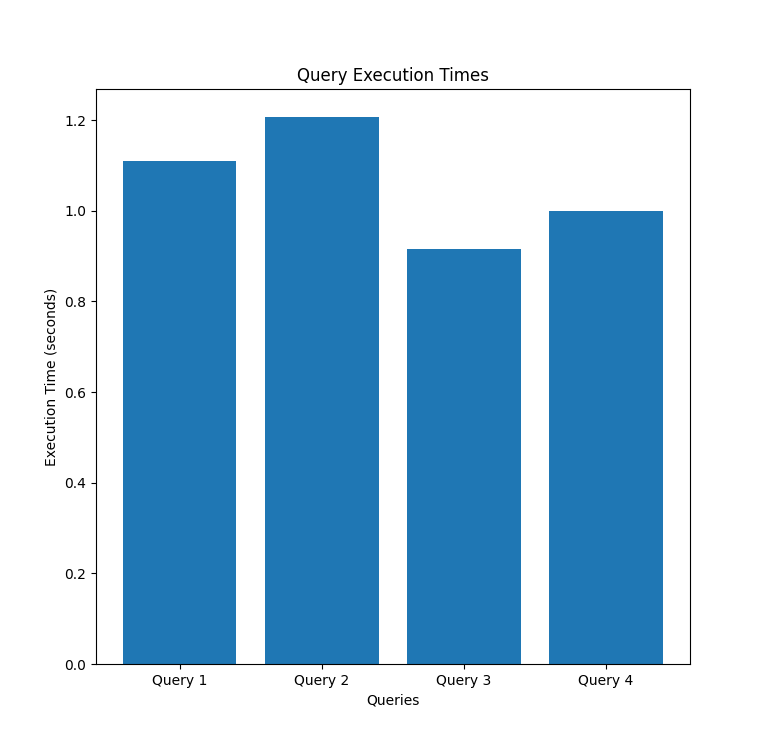 Query Execution Times
1.2
1.0
0.8
0.6
0.4
0.2
0.0
Execution Time (seconds)
Query 1 Query 2 Query 3 Query 4
Queries